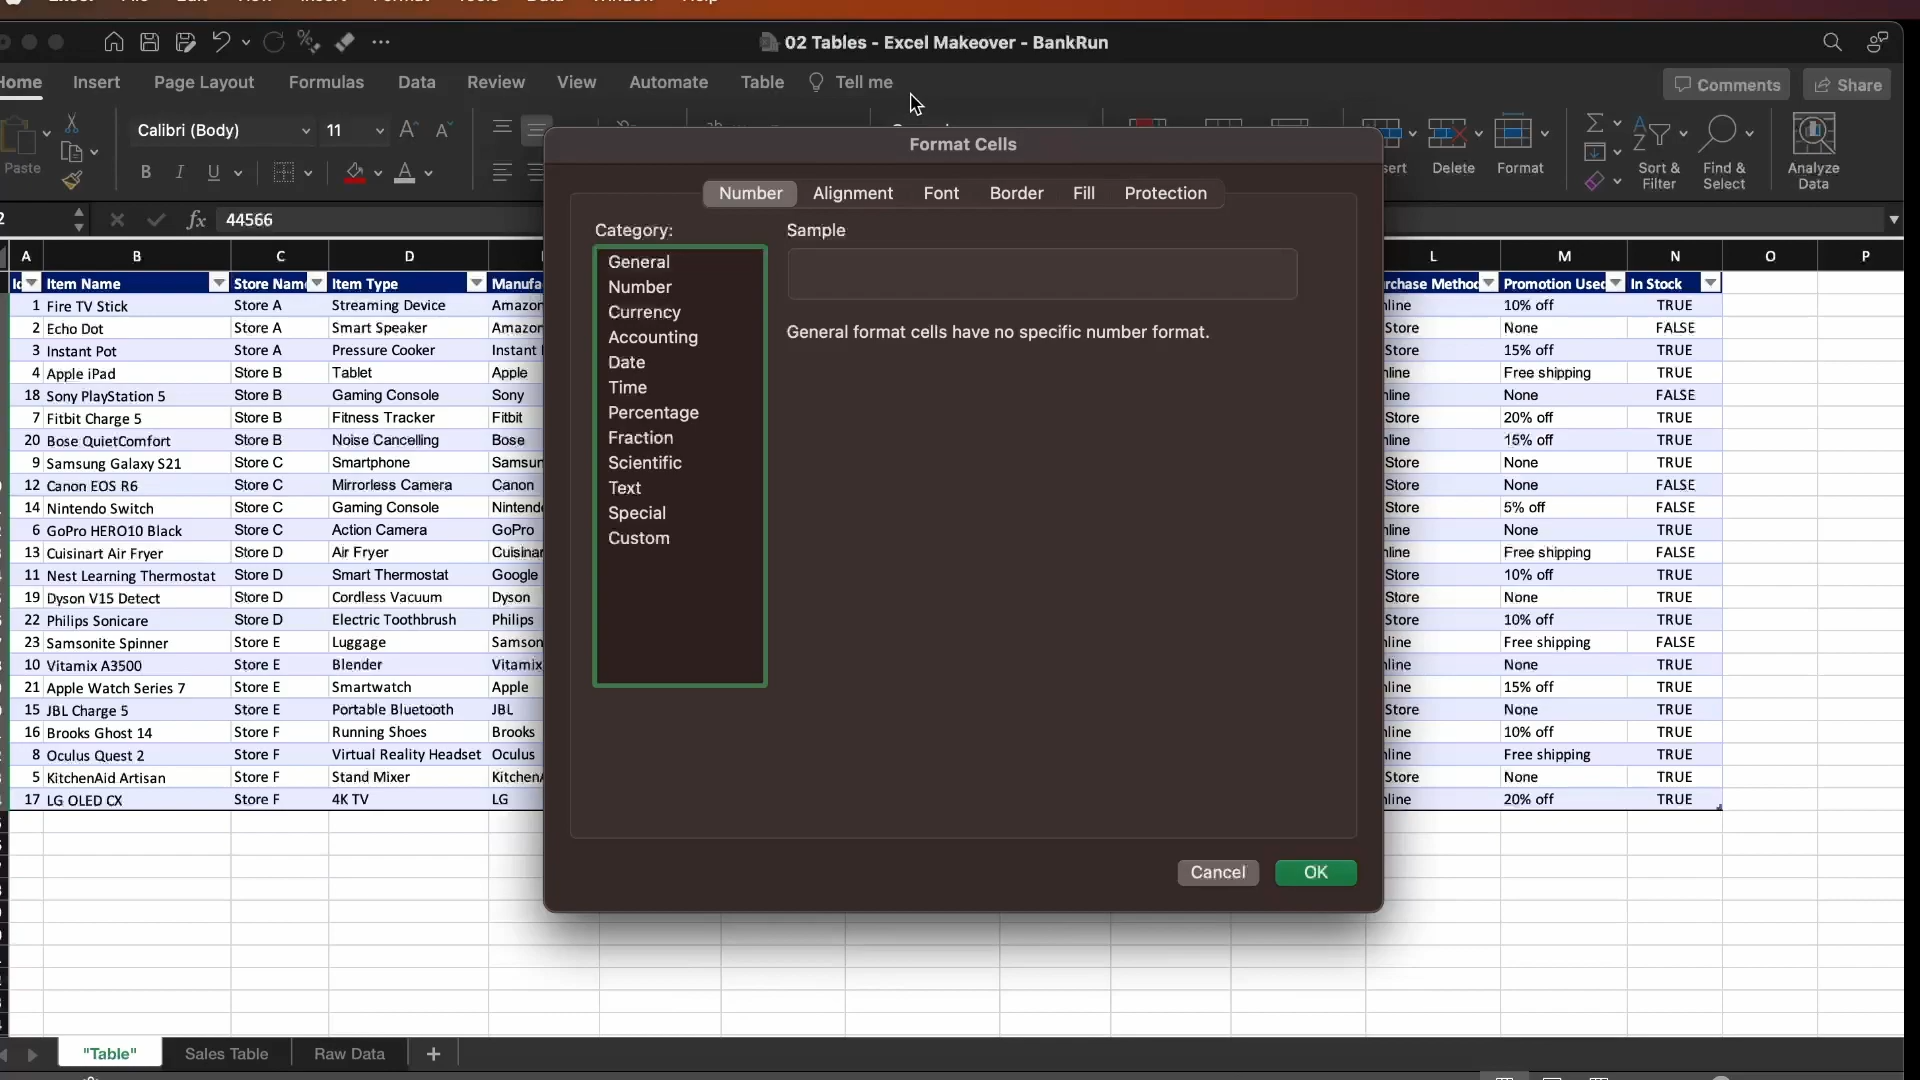 02 Tables - Excel Makeover - BankRun
Home Insert Page Layout Formulas Data Review View Automate Table Tell me
Comments Share
Calibri (Body) 11
Paste
B I U A
Delete Format
Sort & Filter
Find & Select
Analyze Data
fx 44566
Format Cells
Number Alignment Font Border Fill Protection
Category:
General
Number
Currency
Accounting
Date
Time
Percentage
Fraction
Scientific
Text
Special
Custom
Sample
General format cells have no specific number format.
Cancel OK
A B C D L M N O P
Item Name Store Nam Item Type Manufa rchase Methoc Promotion Usec In Stock
1 Fire TV Stick Store A Streaming Device Amazon nline 10% off TRUE
2 Echo Dot Store A Smart Speaker Amazon Store None FALSE
3 Instant Pot Store A Pressure Cooker Instant Store 15% off TRUE
4 Apple iPad Store B Tablet Apple nline Free shipping TRUE
18 Sony PlayStation 5 Store B Gaming Console Sony nline None FALSE
7 Fitbit Charge 5 Store B Fitness Tracker Fitbit Store 20% off TRUE
20 Bose QuietComfort Store B Noise Cancelling Bose nline 15% off TRUE
9 Samsung Galaxy S21 Store C Smartphone Samsun Store None TRUE
12 Canon EOS R6 Store C Mirrorless Camera Canon Store None FALSE
14 Nintendo Switch Store C Gaming Console Nintend Store 5% off FALSE
6 GoPro HERO10 Black Store C Action Camera GoPro nline None TRUE
13 Cuisinart Air Fryer Store D Air Fryer Cuisinar nline Free shipping FALSE
11 Nest Learning Thermostat Store D Smart Thermostat Google Store 10% off TRUE
19 Dyson V15 Detect Store D Cordless Vacuum Dyson Store None TRUE
22 Philips Sonicare Store D Electric Toothbrush Philips Store 10% off TRUE
23 Samsonite Spinner Store E Luggage Samson nline Free shipping FALSE
10 Vitamix A3500 Store E Blender Vitamix nline None TRUE
21 Apple Watch Series 7 Store E Smartwatch Apple nline 15% off TRUE
15 JBL Charge 5 Store E Portable Bluetooth JBL Store None TRUE
16 Brooks Ghost 14 Store F Running Shoes Brooks nline 10% off TRUE
8 Oculus Quest 2 Store F Virtual Reality Headset Oculus nline Free shipping TRUE
5 KitchenAid Artisan Store F Stand Mixer KitchenA Store None TRUE
17 LG OLED CX Store F 4K TV LG nline 20% off TRUE
"Table" Sales Table Raw Data +